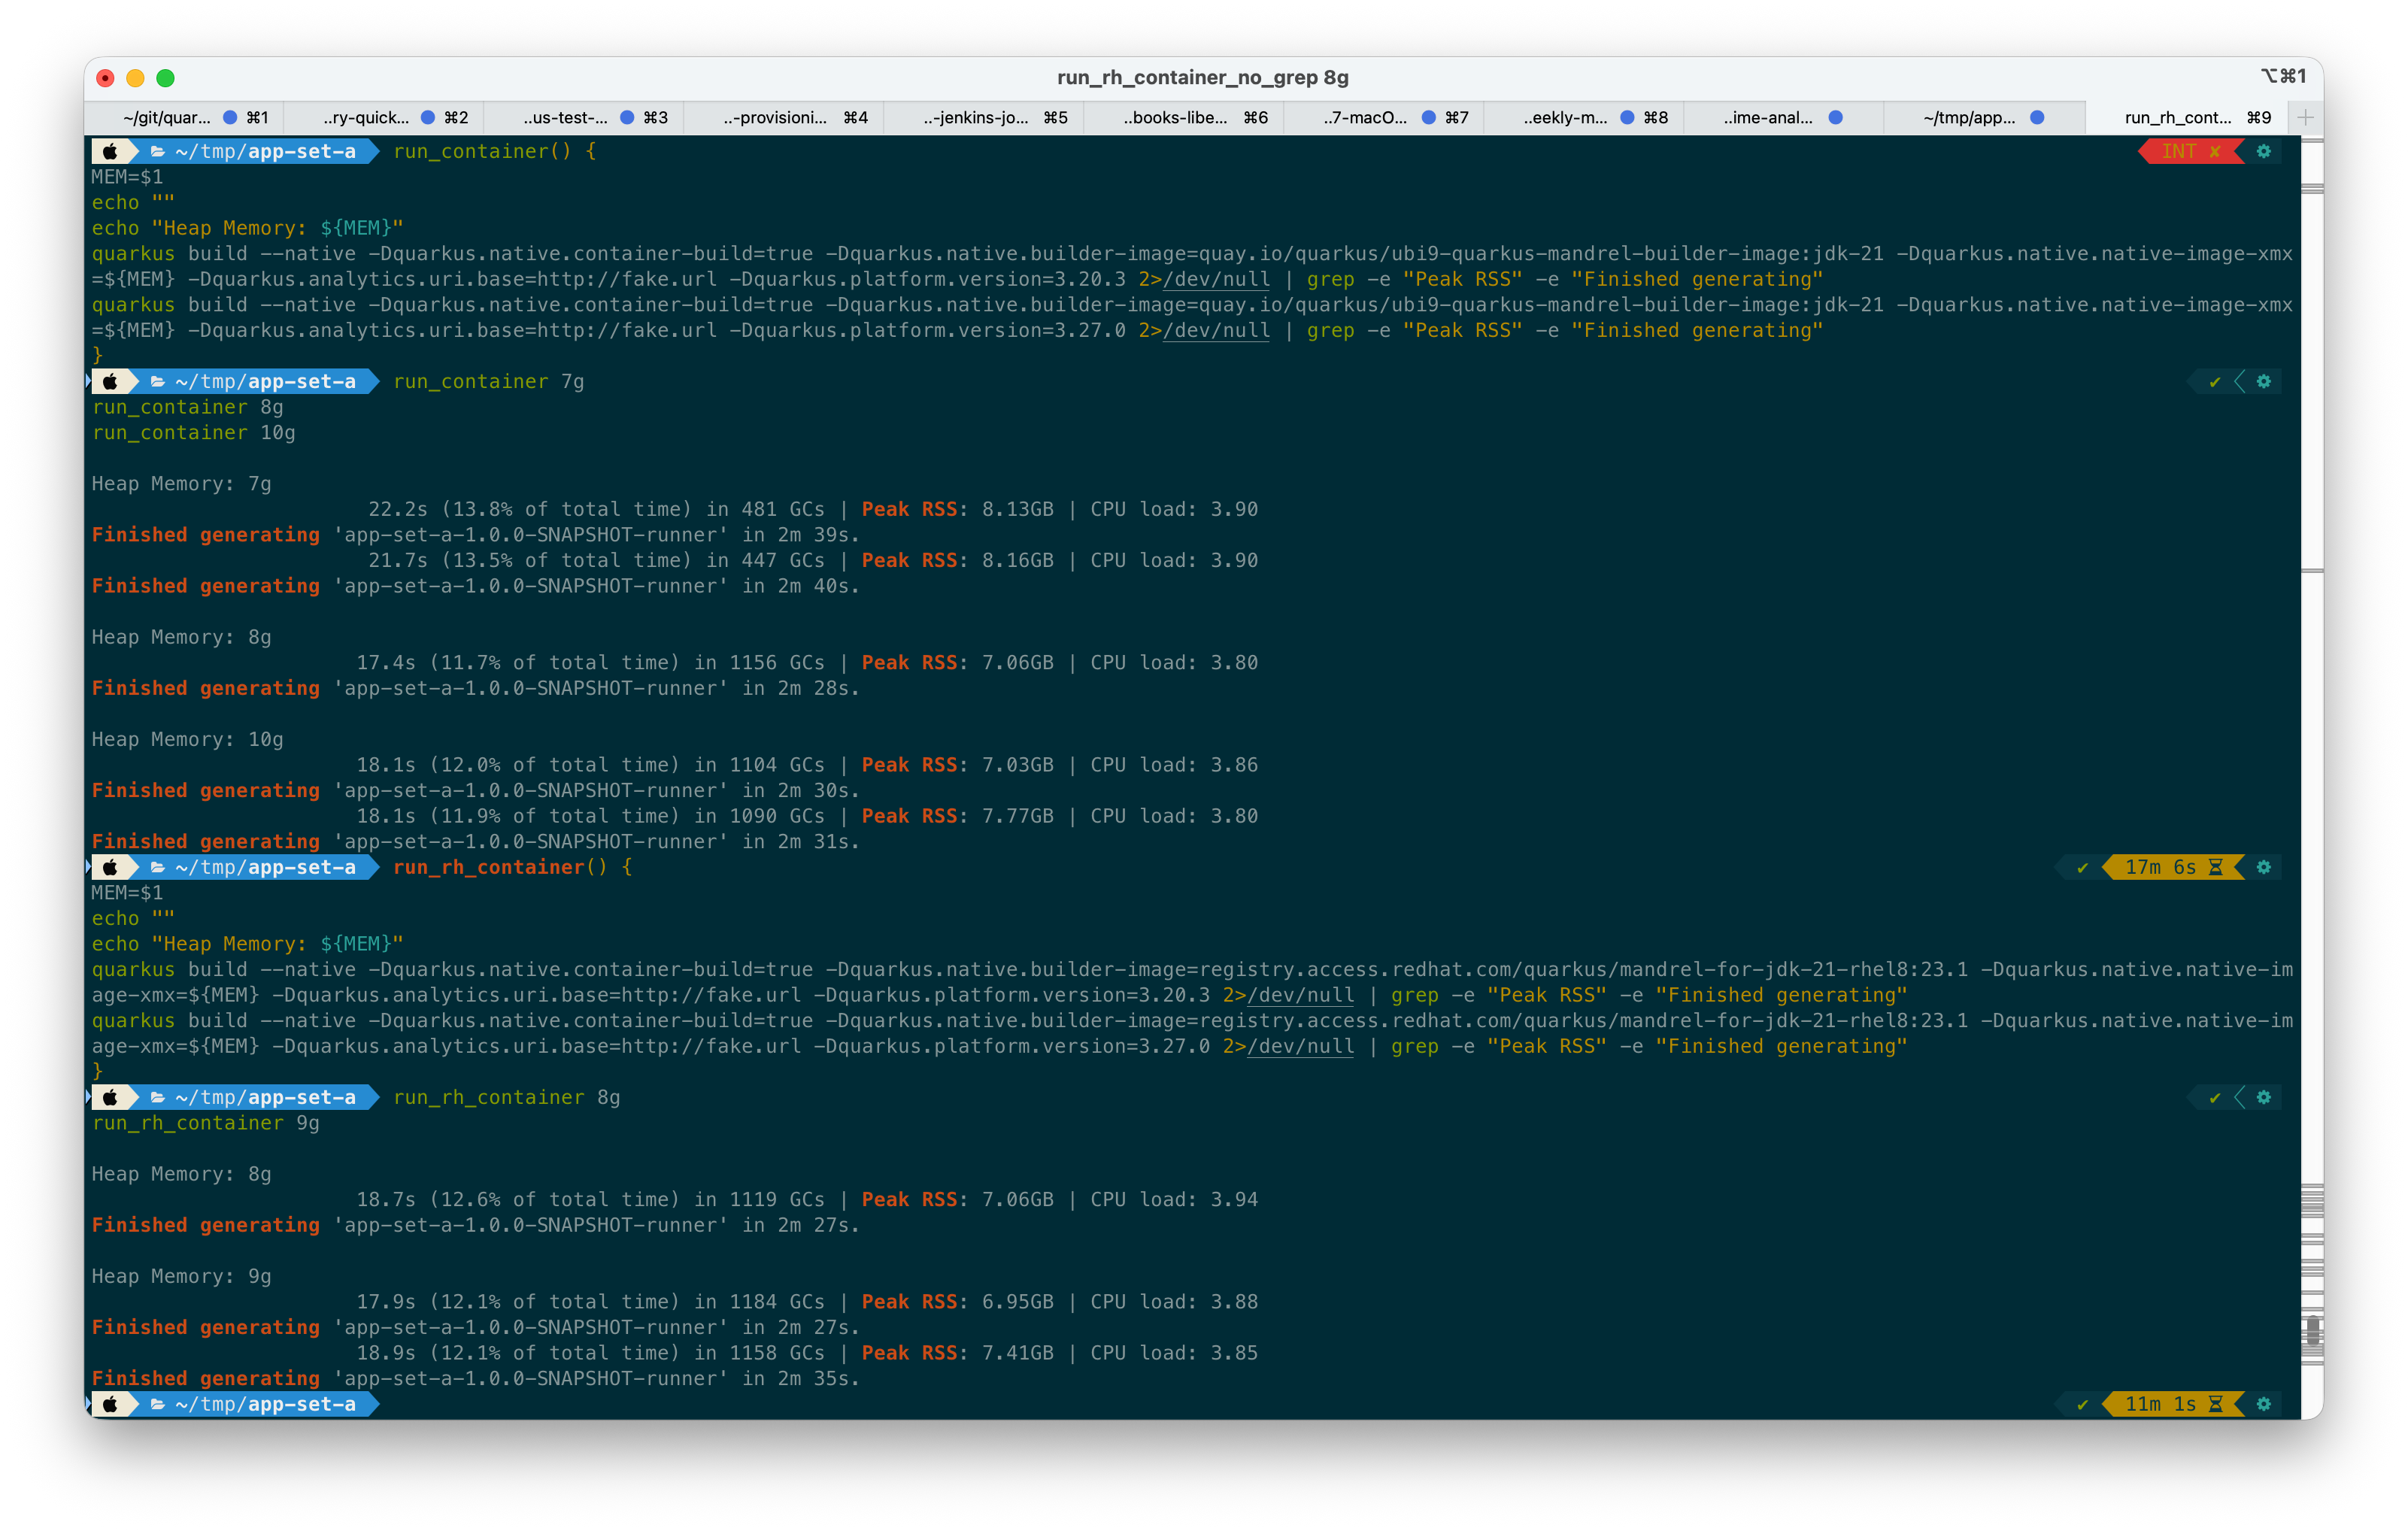 run_rh_container_no_grep 8g
⌥⌘1
~/git/quar... ⌘1 ..ry-quick... ⌘2 ..us-test-... ⌘3 ..-provisioni... ⌘4 ..-jenkins-jo... ⌘5 ..books-libe... ⌘6 ..7-macO... ⌘7 ..eekly-m... ⌘8 ..ime-anal... ~/tmp/app... run_rh_cont... ⌘9
~/tmp/app-set-a run_container() { INT ✘
MEM=$1
echo ""
echo "Heap Memory: ${MEM}"
quarkus build --native -Dquarkus.native.container-build=true -Dquarkus.native.builder-image=quay.io/quarkus/ubi9-quarkus-mandrel-builder-image:jdk-21 -Dquarkus.native.native-image-xmx
=${MEM} -Dquarkus.analytics.uri.base=http://fake.url -Dquarkus.platform.version=3.20.3 2>/dev/null | grep -e "Peak RSS" -e "Finished generating"
quarkus build --native -Dquarkus.native.container-build=true -Dquarkus.native.builder-image=quay.io/quarkus/ubi9-quarkus-mandrel-builder-image:jdk-21 -Dquarkus.native.native-image-xmx
=${MEM} -Dquarkus.analytics.uri.base=http://fake.url -Dquarkus.platform.version=3.27.0 2>/dev/null | grep -e "Peak RSS" -e "Finished generating"
}
~/tmp/app-set-a run_container 7g ✔
run_container 8g
run_container 10g
Heap Memory: 7g
22.2s (13.8% of total time) in 481 GCs | Peak RSS: 8.13GB | CPU load: 3.90
Finished generating 'app-set-a-1.0.0-SNAPSHOT-runner' in 2m 39s.
21.7s (13.5% of total time) in 447 GCs | Peak RSS: 8.16GB | CPU load: 3.90
Finished generating 'app-set-a-1.0.0-SNAPSHOT-runner' in 2m 40s.
Heap Memory: 8g
17.4s (11.7% of total time) in 1156 GCs | Peak RSS: 7.06GB | CPU load: 3.80
Finished generating 'app-set-a-1.0.0-SNAPSHOT-runner' in 2m 28s.
Heap Memory: 10g
18.1s (12.0% of total time) in 1104 GCs | Peak RSS: 7.03GB | CPU load: 3.86
Finished generating 'app-set-a-1.0.0-SNAPSHOT-runner' in 2m 30s.
18.1s (11.9% of total time) in 1090 GCs | Peak RSS: 7.77GB | CPU load: 3.80
Finished generating 'app-set-a-1.0.0-SNAPSHOT-runner' in 2m 31s.
~/tmp/app-set-a run_rh_container() { ✔ 17m 6s
MEM=$1
echo ""
echo "Heap Memory: ${MEM}"
quarkus build --native -Dquarkus.native.container-build=true -Dquarkus.native.builder-image=registry.access.redhat.com/quarkus/mandrel-for-jdk-21-rhel8:23.1 -Dquarkus.native.native-im
age-xmx=${MEM} -Dquarkus.analytics.uri.base=http://fake.url -Dquarkus.platform.version=3.20.3 2>/dev/null | grep -e "Peak RSS" -e "Finished generating"
quarkus build --native -Dquarkus.native.container-build=true -Dquarkus.native.builder-image=registry.access.redhat.com/quarkus/mandrel-for-jdk-21-rhel8:23.1 -Dquarkus.native.native-im
age-xmx=${MEM} -Dquarkus.analytics.uri.base=http://fake.url -Dquarkus.platform.version=3.27.0 2>/dev/null | grep -e "Peak RSS" -e "Finished generating"
}
~/tmp/app-set-a run_rh_container 8g ✔
run_rh_container 9g
Heap Memory: 8g
18.7s (12.6% of total time) in 1119 GCs | Peak RSS: 7.06GB | CPU load: 3.94
Finished generating 'app-set-a-1.0.0-SNAPSHOT-runner' in 2m 27s.
Heap Memory: 9g
17.9s (12.1% of total time) in 1184 GCs | Peak RSS: 6.95GB | CPU load: 3.88
Finished generating 'app-set-a-1.0.0-SNAPSHOT-runner' in 2m 27s.
18.9s (12.1% of total time) in 1158 GCs | Peak RSS: 7.41GB | CPU load: 3.85
Finished generating 'app-set-a-1.0.0-SNAPSHOT-runner' in 2m 35s.
~/tmp/app-set-a ✔ 11m 1s